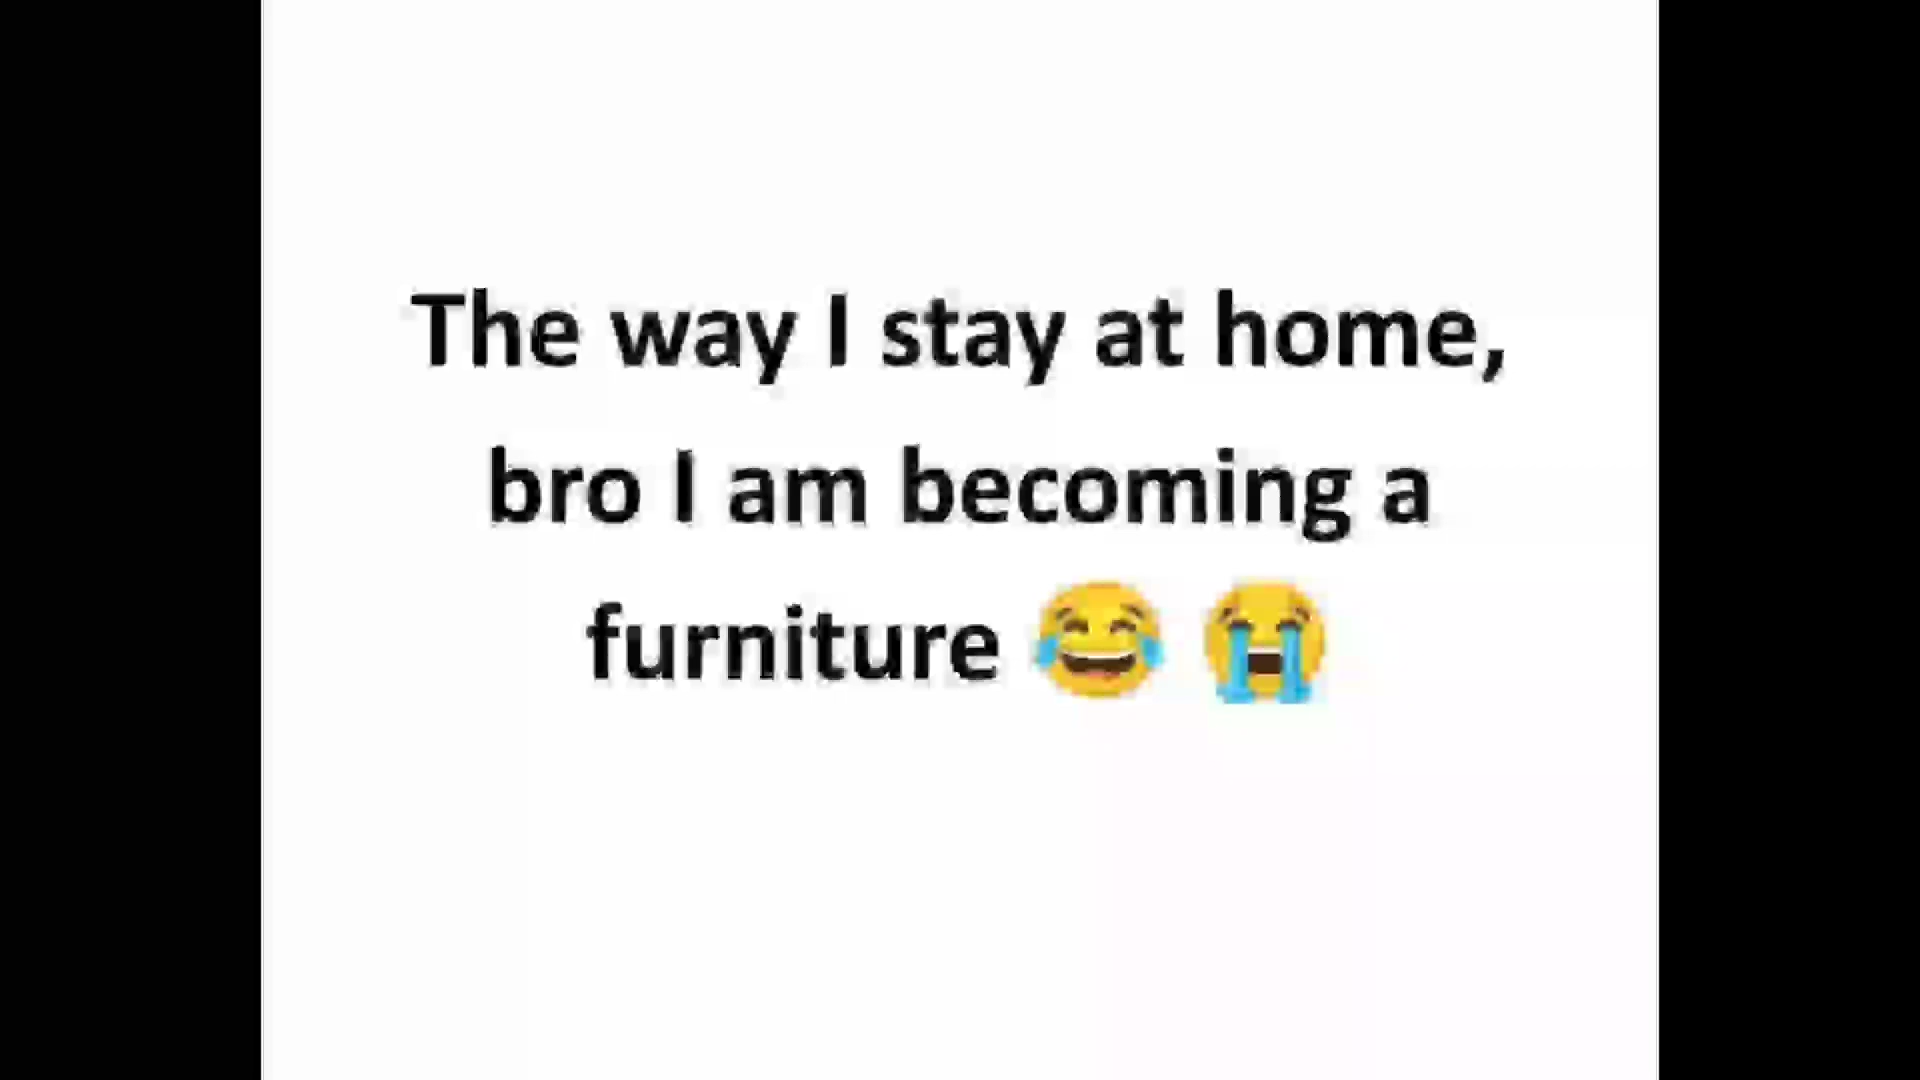 The way I stay at home,
bro I am becoming a
furniture 😂 😭